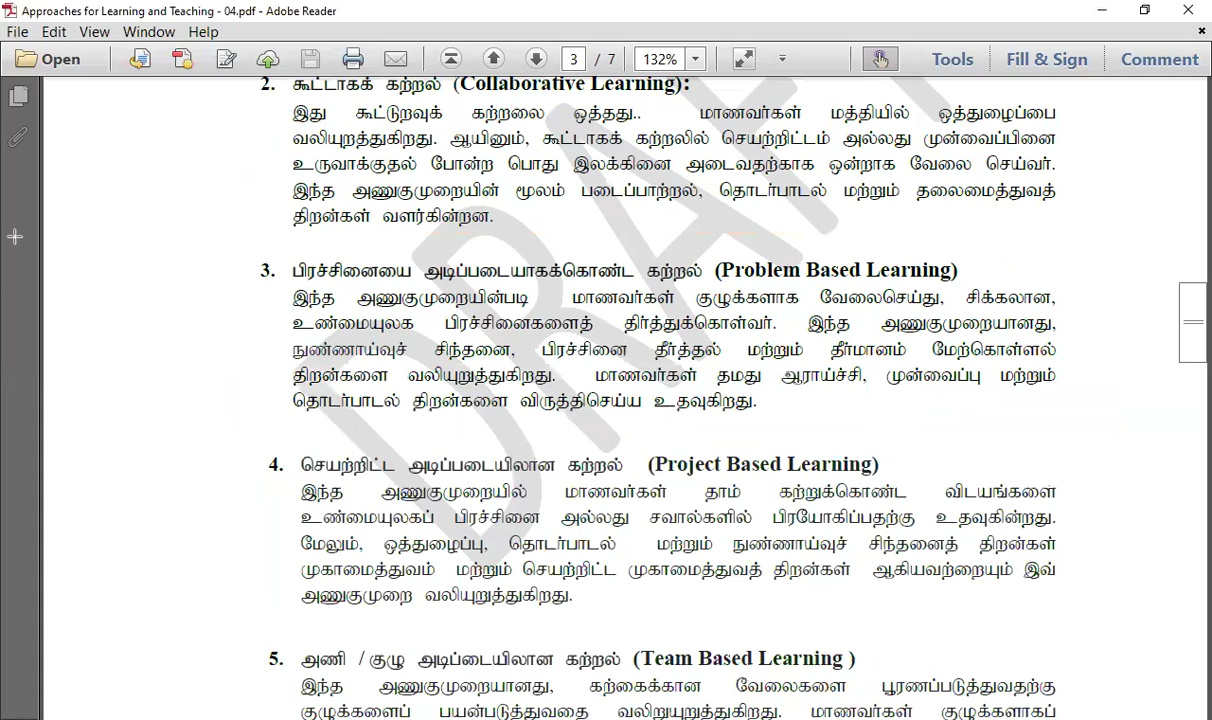 Approaches for Learning and Teaching - 04.pdf - Adobe Reader
File Edit View Window Help
Open 3 / 7 132% Tools Fill & Sign Comment
2. கூட்டாகக் கற்றல் (Collaborative Learning):
இது கூட்டுறவுக் கற்றலை ஒத்தது.. மாணவர்கள் மத்தியில் ஒத்துழைப்பை
வலியுறத்துகிறது. ஆயினும், கூட்டாகக் கற்றலில் செயற்றிட்டம் அல்லது முன்வைப்பினை
உருவாக்குதல் போன்ற பொது இலக்கினை அடைவதற்காக ஒன்றாக வேலை செய்வர்.
இந்த அணுகுமுறையின் மூலம் படைப்பாற்றல், தொடர்பாடல் மற்றும் தலைமைத்துவத்
திறன்கள் வளர்கின்றன.
3. பிரச்சினையை அடிப்படையாகக்கொண்ட கற்றல் (Problem Based Learning)
இந்த அணுகுமுறையின்படி மாணவர்கள் குழுக்களாக வேலைசெய்து, சிக்கலான,
உண்மையுலக பிரச்சினைகளைத் திர்த்துக்கொள்வர். இந்த அணுகுமுறையானது,
நுண்ணாய்வுச் சிந்தனை, பிரச்சினை தீர்த்தல் மற்றும் தீர்மானம் மேற்கொள்ளல்
திறன்களை வலியுறுத்துகிறது. மாணவர்கள் தமது ஆராய்ச்சி, முன்வைப்பு மற்றும்
தொடர்பாடல் திறன்களை விருத்திசெய்ய உதவுகிறது.
4. செயற்றிட்ட அடிப்படையிலான கற்றல் (Project Based Learning)
இந்த அணுகுமுறையில் மாணவர்கள் தாம் கற்றுக்கொண்ட விடயங்களை
உண்மையுலகப் பிரச்சினை அல்லது சவால்களில் பிரயோகிப்பதற்கு உதவுகின்றது.
மேலும், ஒத்துழைப்பு, தொடர்பாடல் மற்றும் நுண்ணாய்வுச் சிந்தனைத் திறன்கள்
முகாமைத்துவம் மற்றும் செயற்றிட்ட முகாமைத்துவத் திறன்கள் ஆகியவற்றையும் இவ்
அணுகுமுறை வலியுறுத்துகிறது.
5. அணி / குழு அடிப்டையிலான கற்றல் (Team Based Learning )
இந்த அணுகுமுறையானது, கற்கைக்கான வேலைகளை பூரணப்படுத்துவதற்கு
குழுக்களைப் பயன்படுத்துவதை வலிறுயுறுத்துகிறது. மாணவர்கள் குழுக்களாகப்
DRAFT